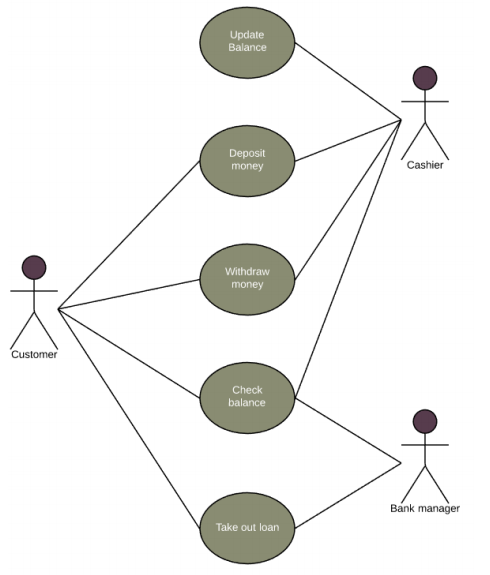 Update
Balance
Deposit
money
Cashier
Withdraw
money
Customer
Check
balance
Bank manager
Take out loan